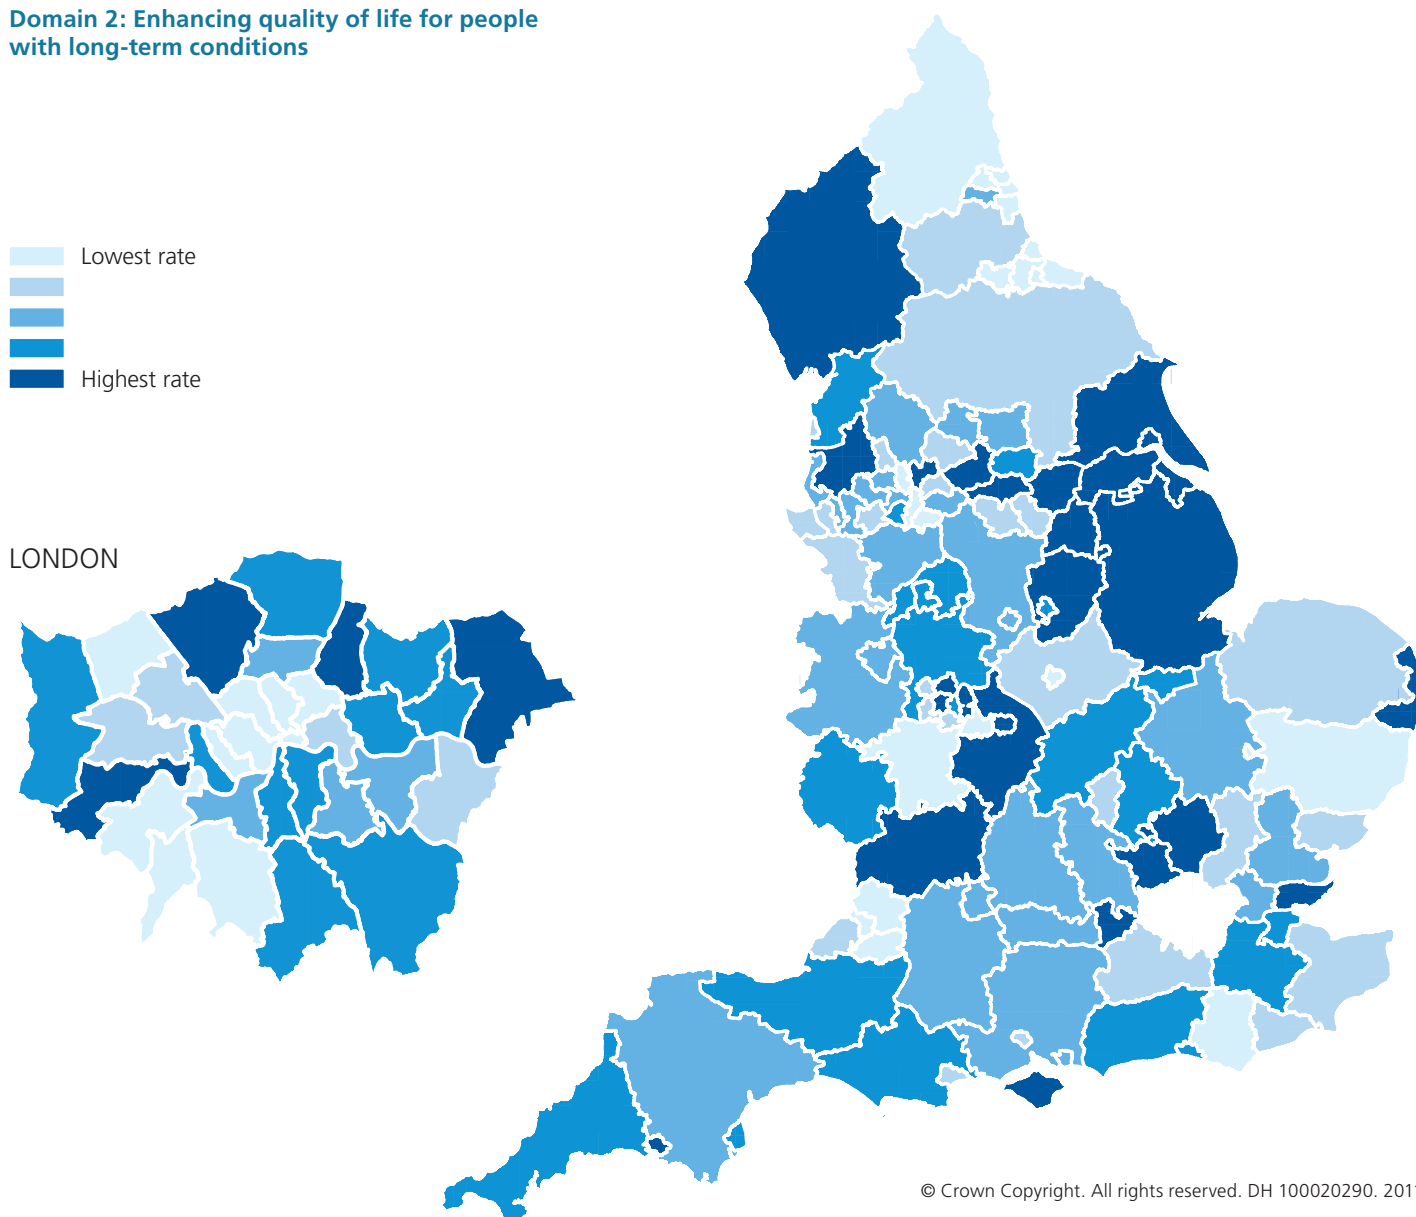 Domain 2: Enhancing quality of life for people
with long-term conditions
Lowest rate
Highest rate
LONDON
© Crown Copyright. All rights reserved. DH 100020290. 201